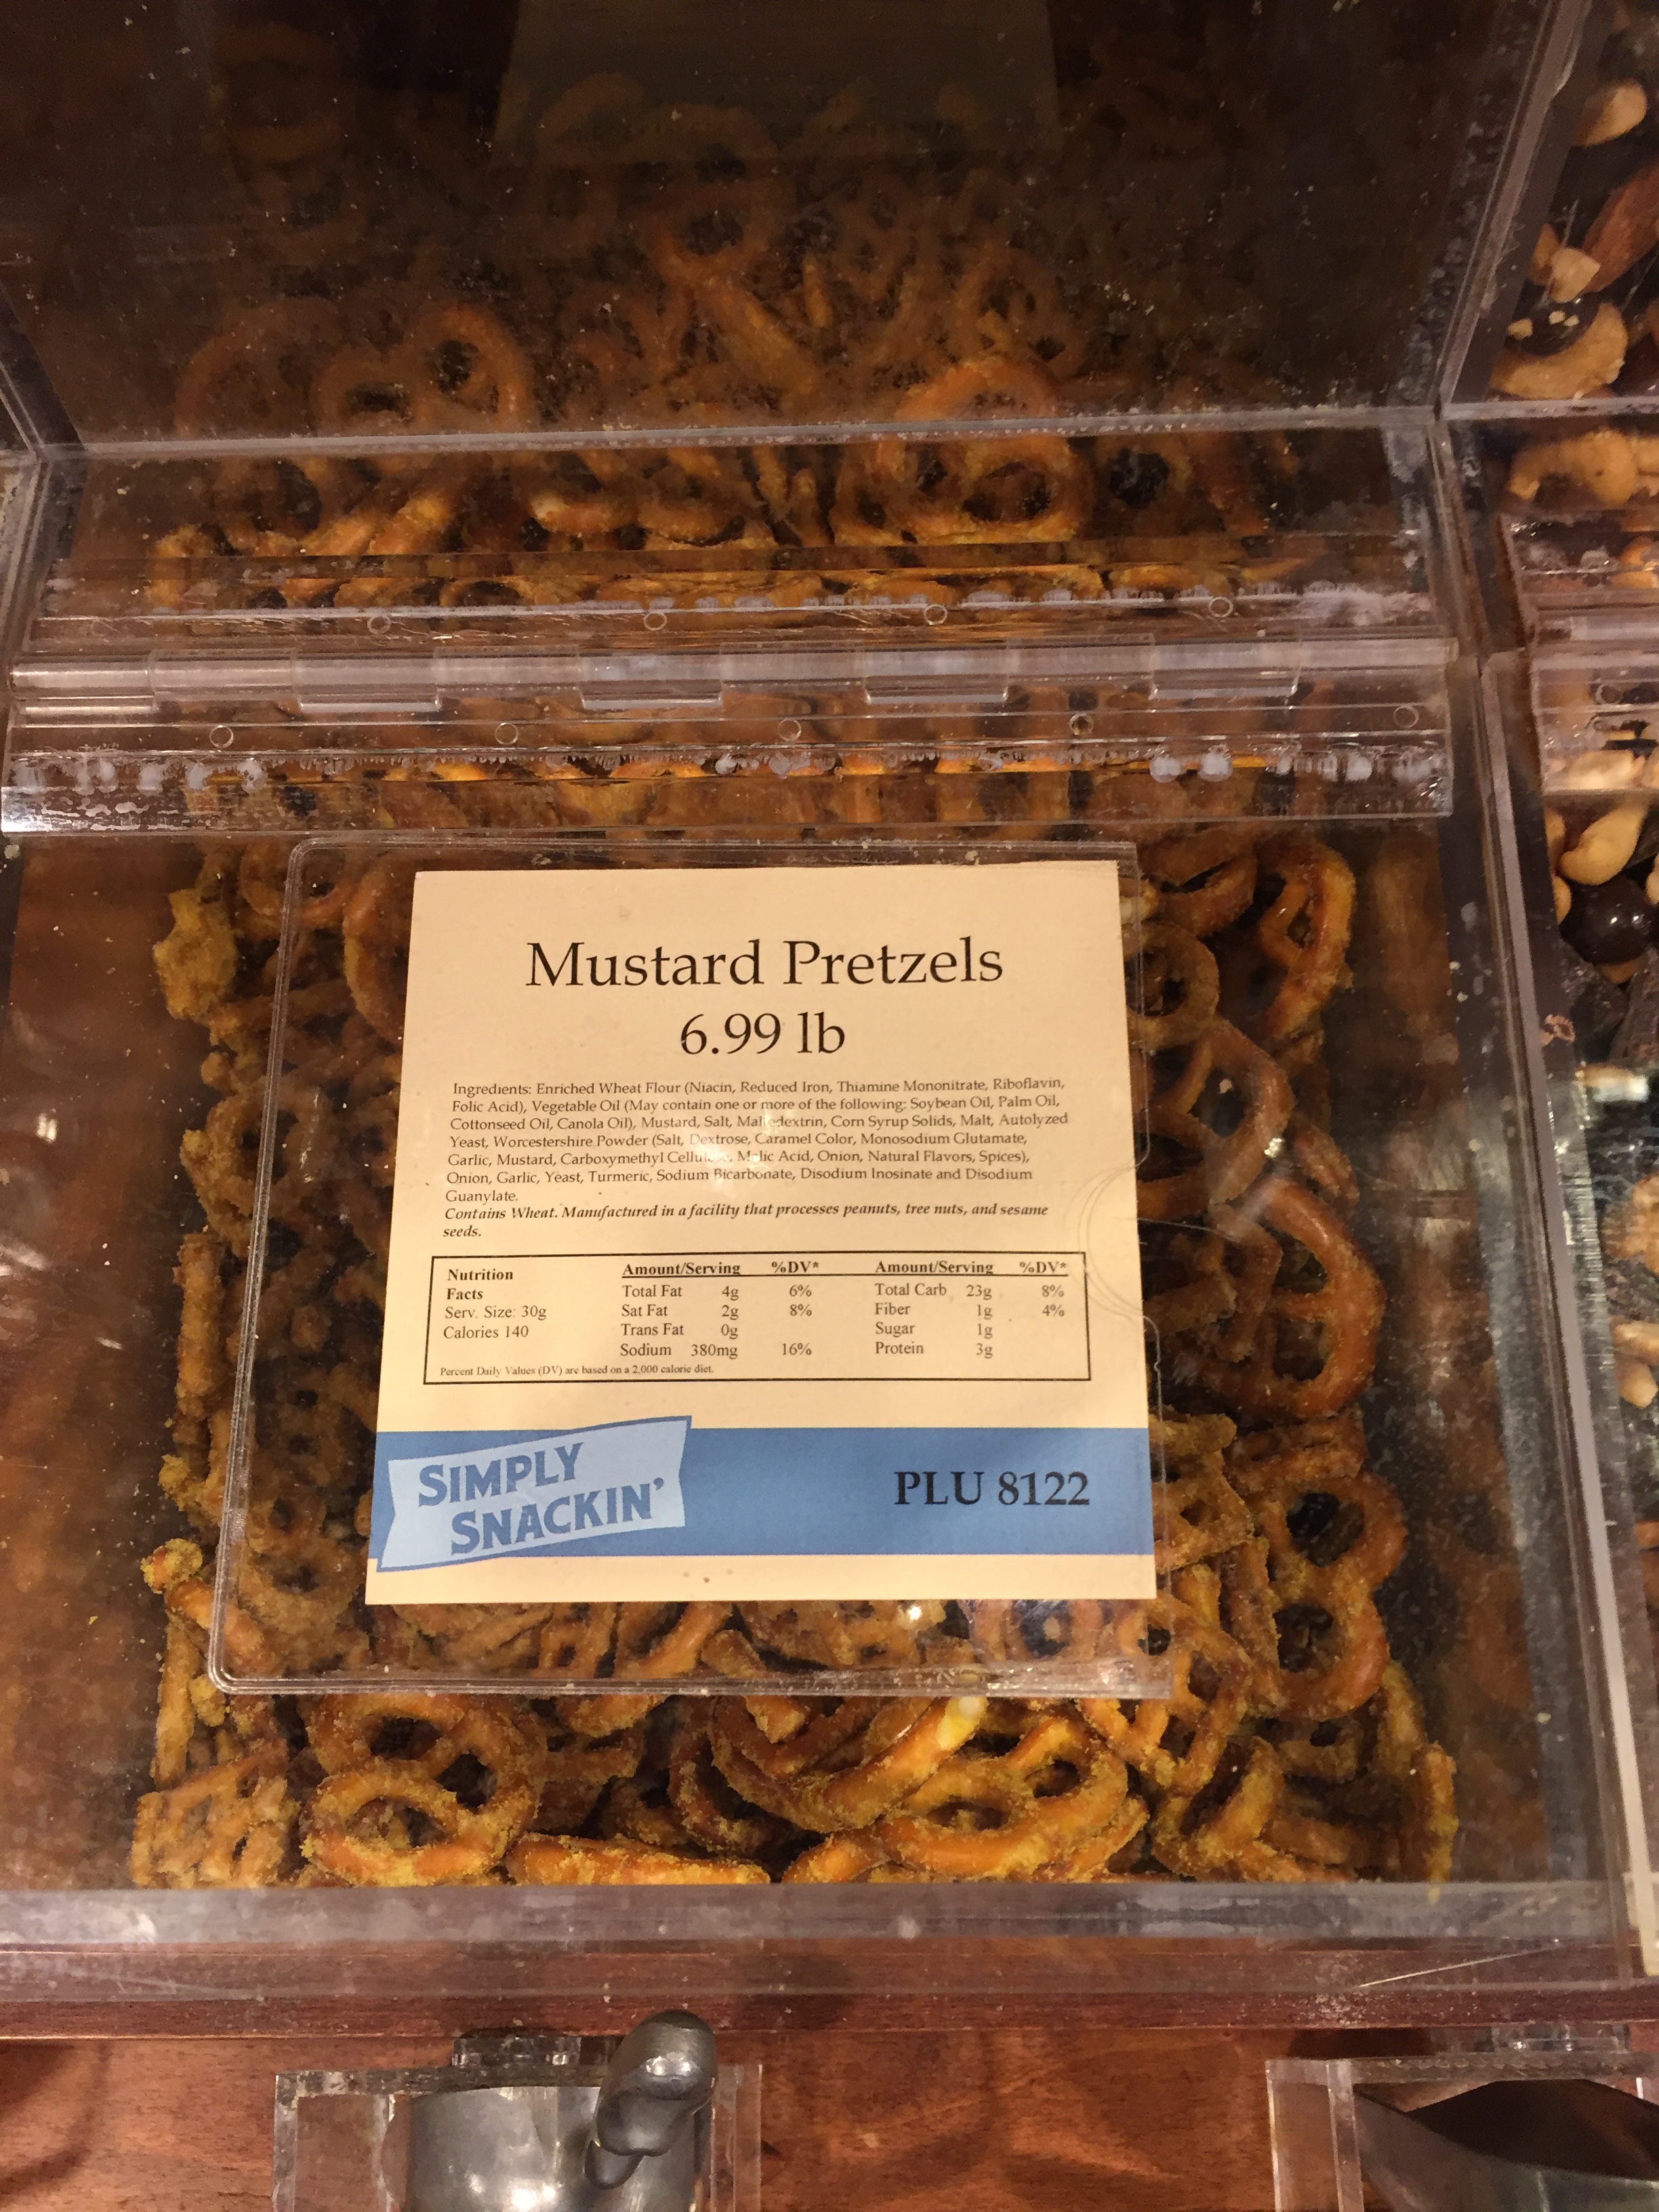 Mustard Pretzels
6.99 lb
Ingredients: Enriched Wheat Flour (Niacin, Reduced Iron, Thiamine Mononitrate, Riboflavin,
Folic Acid), Vegetable Oil (May contain one or more of the following: Soybean Oil, Palm Oil,
Cottonseed Oil, Canola Oil), Mustard, Salt, Maltodextrin, Corn Syrup Solids, Malt, Autolyzed
Yeast, Worcestershire Powder (Salt, Dextrose, Caramel Color, Monosodium Glutamate,
Garlic, Mustard, Carboxymethyl Cellulose, Malic Acid, Onion, Natural Flavors, Spices),
Onion, Garlic, Yeast, Turmeric, Sodium Bicarbonate, Disodium Inosinate and Disodium
Guanylate.
Contains Wheat. Manufactured in a facility that processes peanuts, tree nuts, and sesame
seeds.
Nutrition
Facts
Serv. Size: 30g
Calories 140
Amount/Serving %DV*
Total Fat 4g 6%
Sat Fat 2g 8%
Trans Fat 0g
Sodium 380mg 16%
Amount/Serving %DV*
Total Carb 23g 8%
Fiber 1g 4%
Sugar 1g
Protein 3g
Percent Daily Values (DV) are based on a 2,000 calorie diet.
SIMPLY
SNACKIN'
PLU 8122